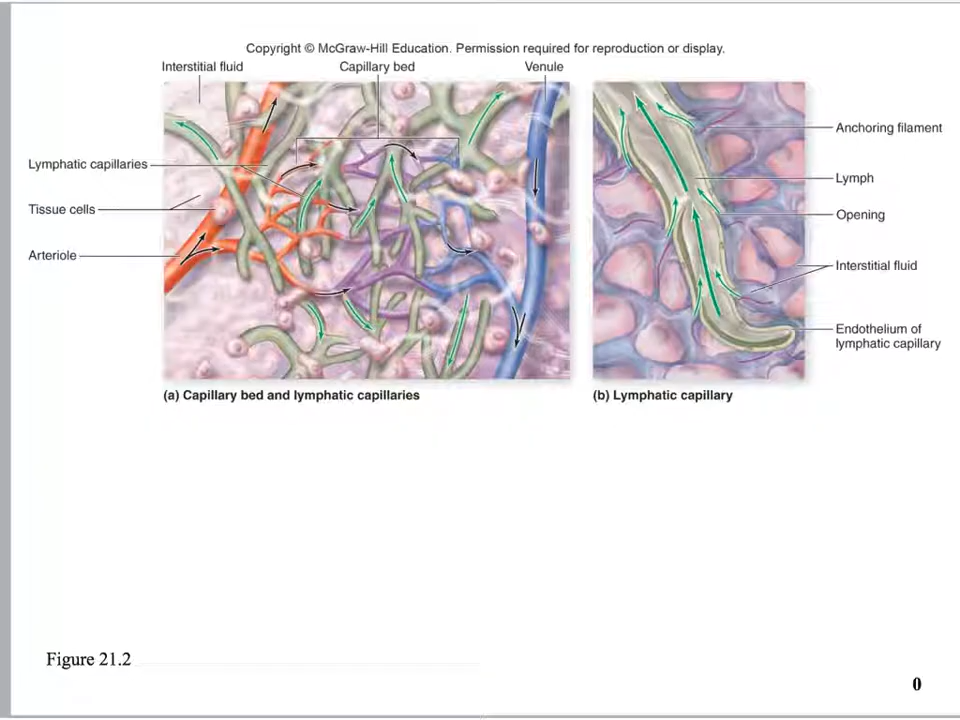 Copyright © McGraw-Hill Education. Permission required for reproduction or display.
Interstitial fluid
Capillary bed
Venule
Lymphatic capillaries
Tissue cells
Arteriole
Anchoring filament
Lymph
Opening
Interstitial fluid
Endothelium of
lymphatic capillary
(a) Capillary bed and lymphatic capillaries
(b) Lymphatic capillary
Figure 21.2
0